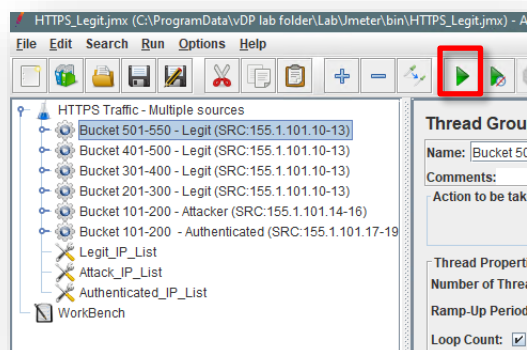 HTTPS_Legit.jmx (C:\ProgramData\vDP lab folder\Lab\Jmeter\bin\HTTPS_Legit.jmx) - A
File Edit Search Run Options Help
HTTPS Traffic - Multiple sources
Bucket 501-550 - Legit (SRC:155.1.101.10-13)
Bucket 401-500 - Legit (SRC:155.1.101.10-13)
Bucket 301-400 - Legit (SRC:155.1.101.10-13)
Bucket 201-300 - Legit (SRC:155.1.101.10-13)
Bucket 101-200 - Attacker (SRC:155.1.101.14-16)
Bucket 101-200 - Authenticated (SRC:155.1.101.17-19
Legit_IP_List
Attack_IP_List
Authenticated_IP_List
WorkBench
Thread Grou
Name: Bucket 50
Comments:
Action to be tak
Thread Properti
Number of Threa
Ramp-Up Period
Loop Count: